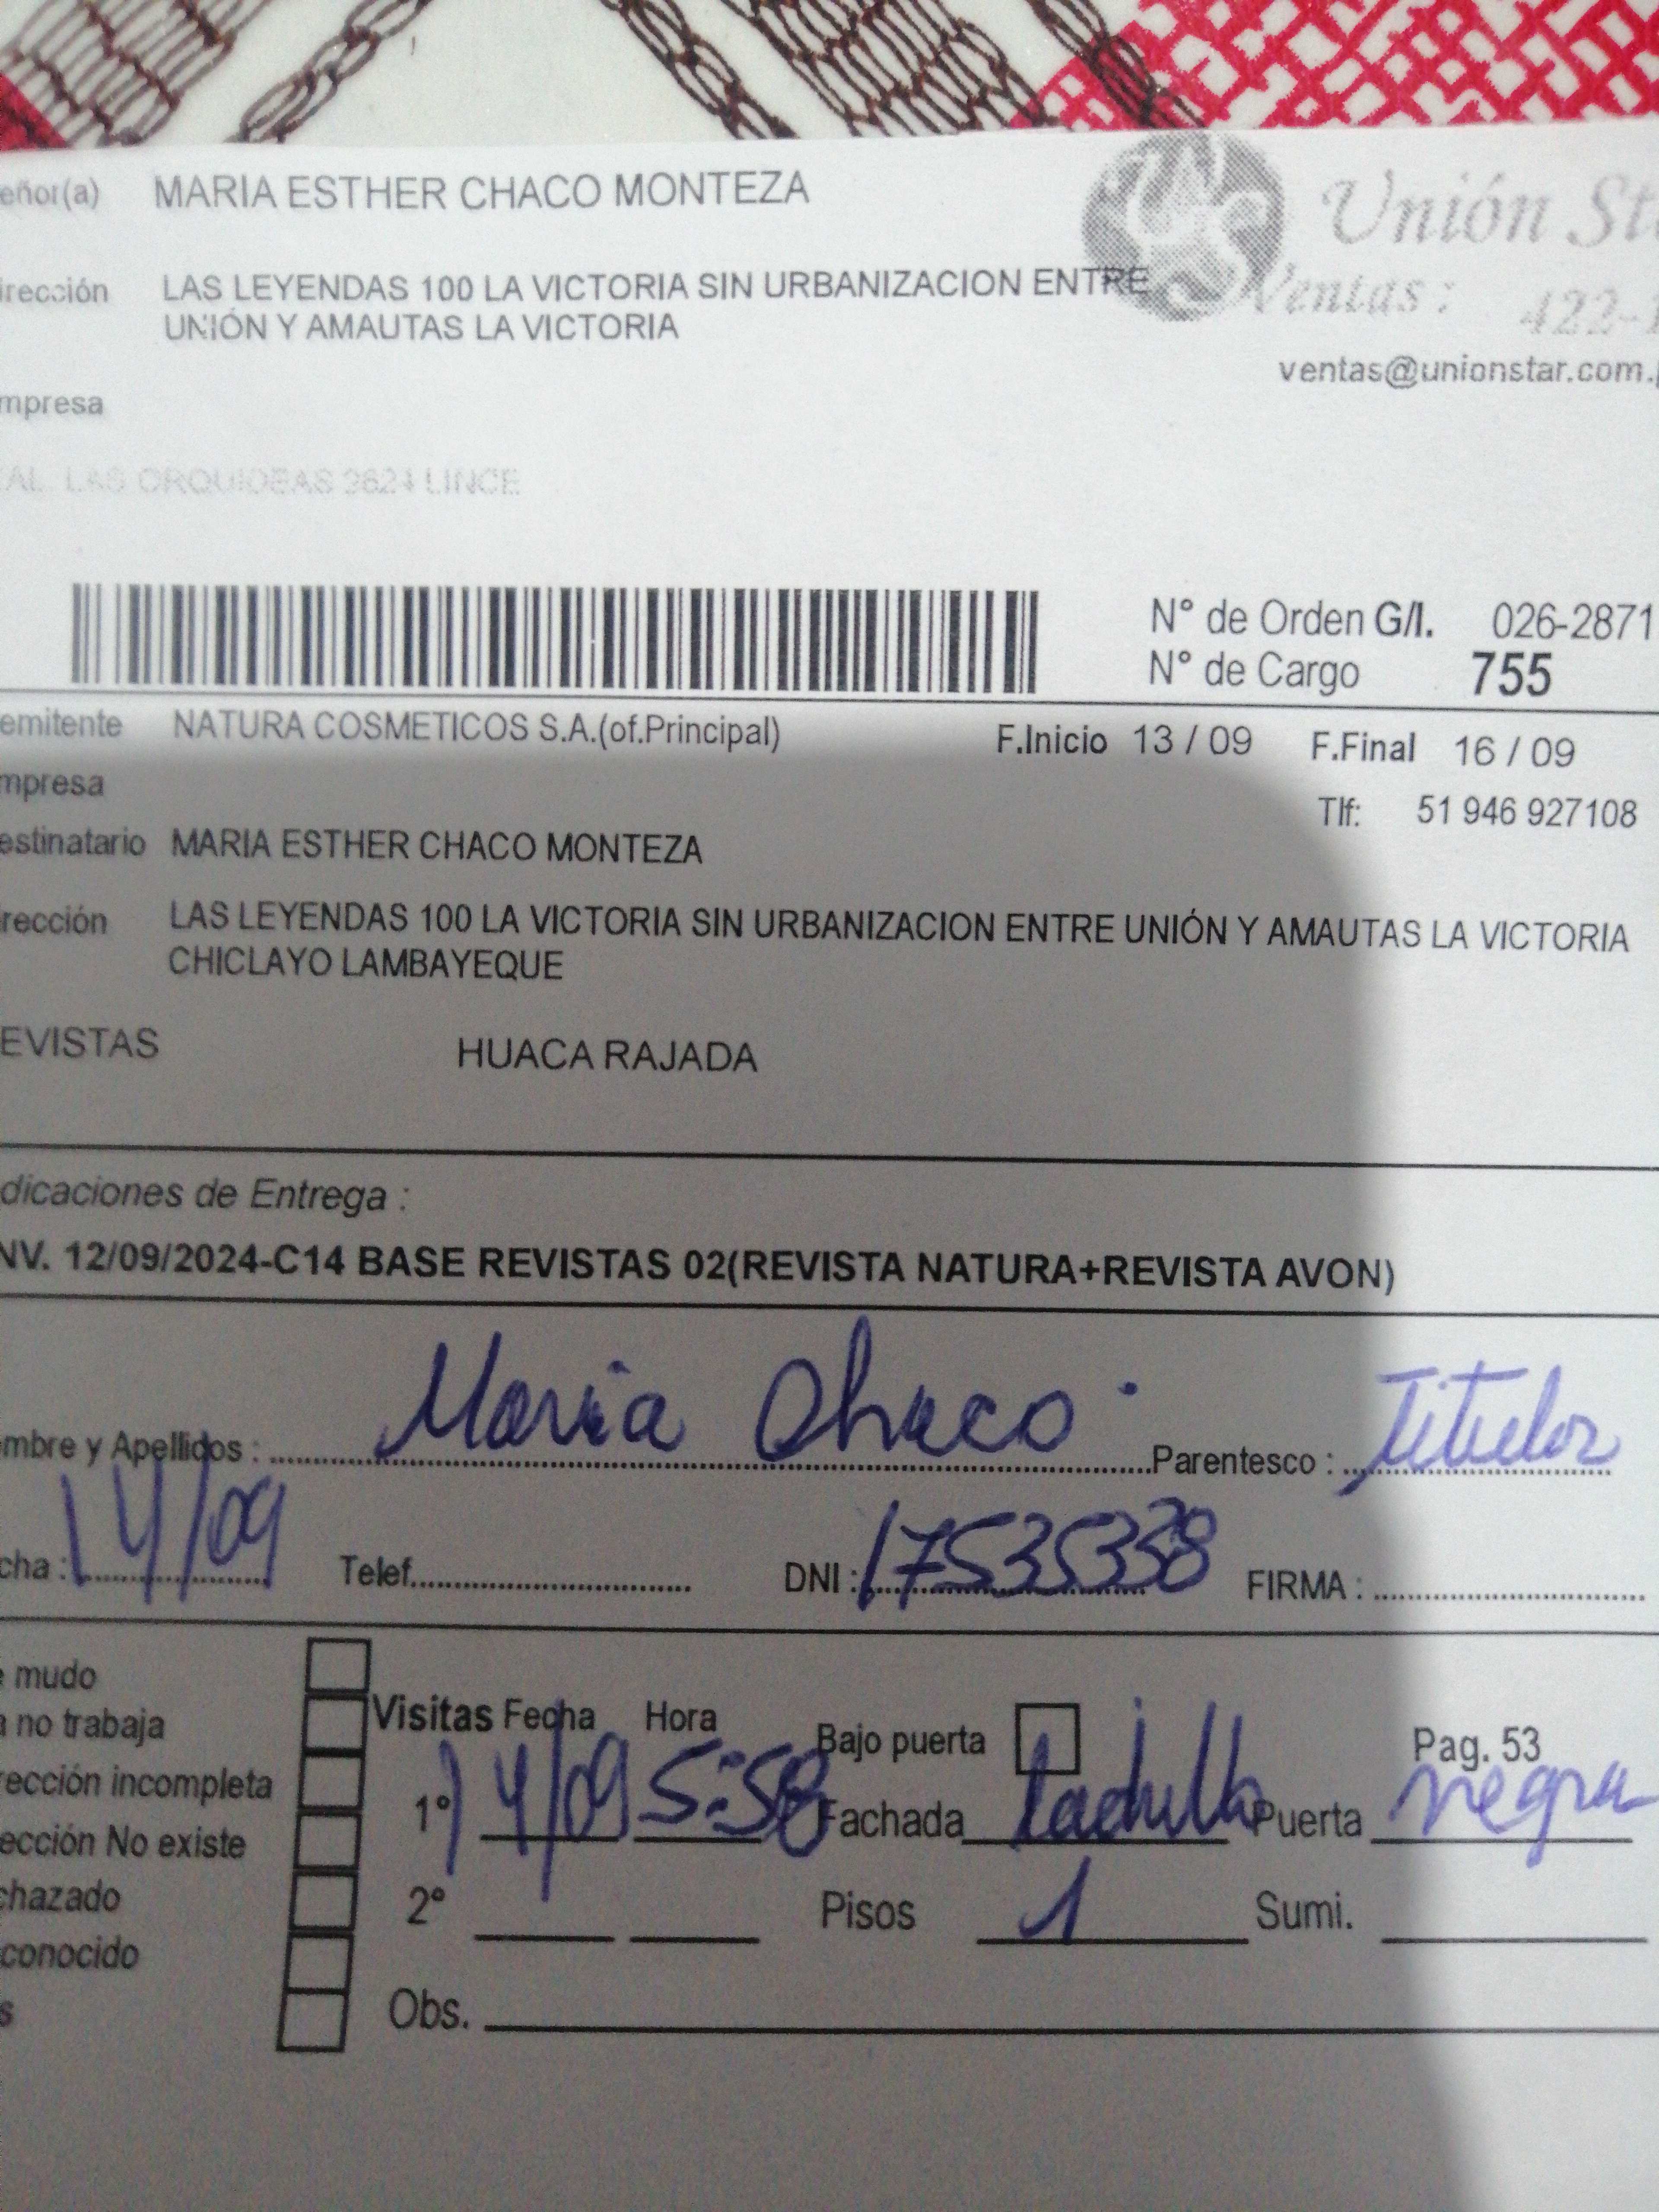 eñor(a) MARIA ESTHER CHACO MONTEZA
Unión St
irección LAS LEYENDAS 100 LA VICTORIA SIN URBANIZACION ENTRE
UNIÓN Y AMAUTAS LA VICTORIA
Ventas : 422-1
ventas@unionstar.com.
mpresa
AL. LAS ORQUIDEAS 2624 LINCE
N° de Orden G/I. 026-2871
N° de Cargo 755
emitente NATURA COSMETICOS S.A.(of.Principal) F.Inicio 13 / 09 F.Final 16 / 09
mpresa
Tlf: 51 946 927108
estinatario MARIA ESTHER CHACO MONTEZA
rección LAS LEYENDAS 100 LA VICTORIA SIN URBANIZACION ENTRE UNIÓN Y AMAUTAS LA VICTORIA
CHICLAYO LAMBAYEQUE
EVISTAS HUACA RAJADA
dicaciones de Entrega :
NV. 12/09/2024-C14 BASE REVISTAS 02(REVISTA NATURA+REVISTA AVON)
mbre y Apellidos : Maria Chaco. Parentesco : Titular
cha : 14/09 Telef. DNI : 17535338 FIRMA :
e mudo
a no trabaja
Visitas Fecha Hora Bajo puerta Pag. 53
rección incompleta
1° 14/09 5:58 Fachada Ladrillo Puerta negra
ección No existe
chazado
2° Pisos 1 Sumi.
conocido
s
Obs.